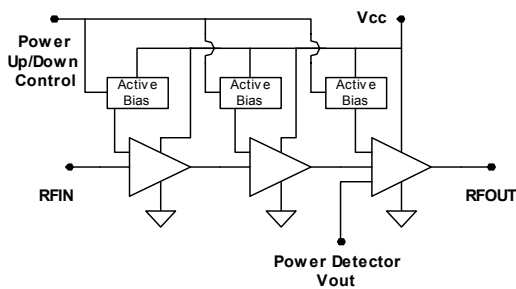 Power
Up/Down
Control
Vcc
Active
Bias
Active
Bias
Active
Bias
RFIN
RFOUT
Power Detector
Vout